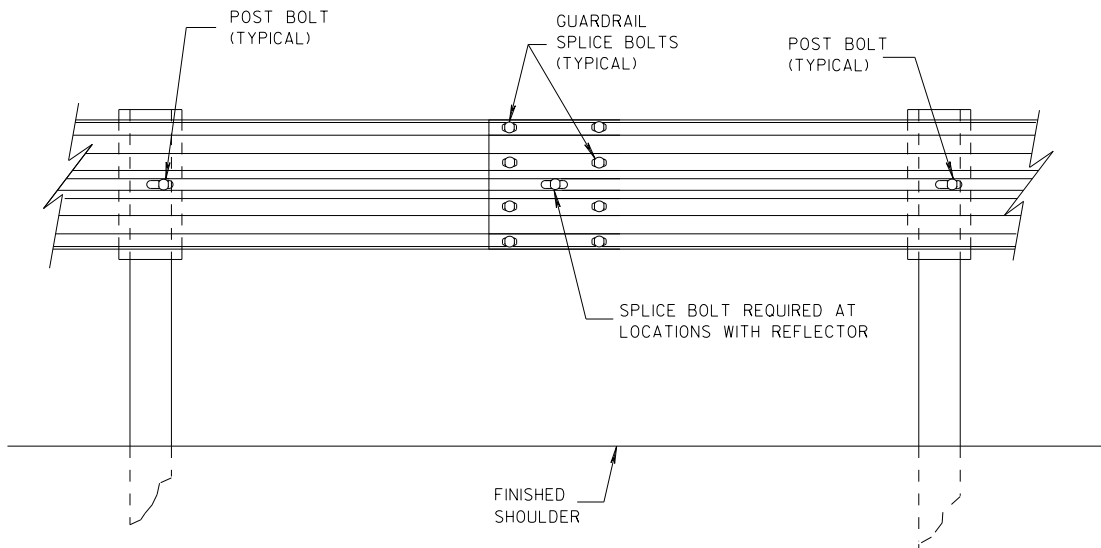 POST BOLT
(TYPICAL)
GUARDRAIL
SPLICE BOLTS
(TYPICAL)
POST BOLT
(TYPICAL)
SPLICE BOLT REQUIRED AT
LOCATIONS WITH REFLECTOR
FINISHED
SHOULDER